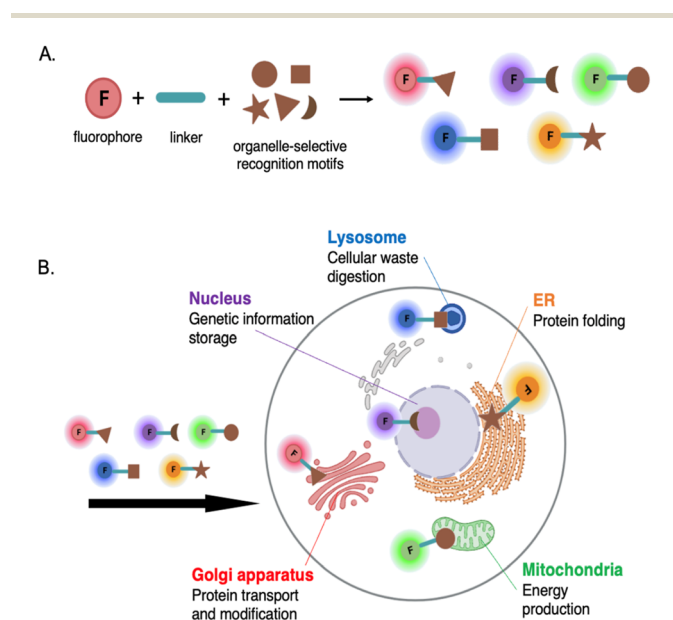 A.
F
+
+
fluorophore
linker
organelle-selective
recognition motifs
F
F
F
F
F
B.
Lysosome
Cellular waste
digestion
Nucleus
Genetic information
storage
ER
Protein folding
F
F
F
F
F
F
F
F
F
F
Golgi apparatus
Protein transport
and modification
Mitochondria
Energy
production